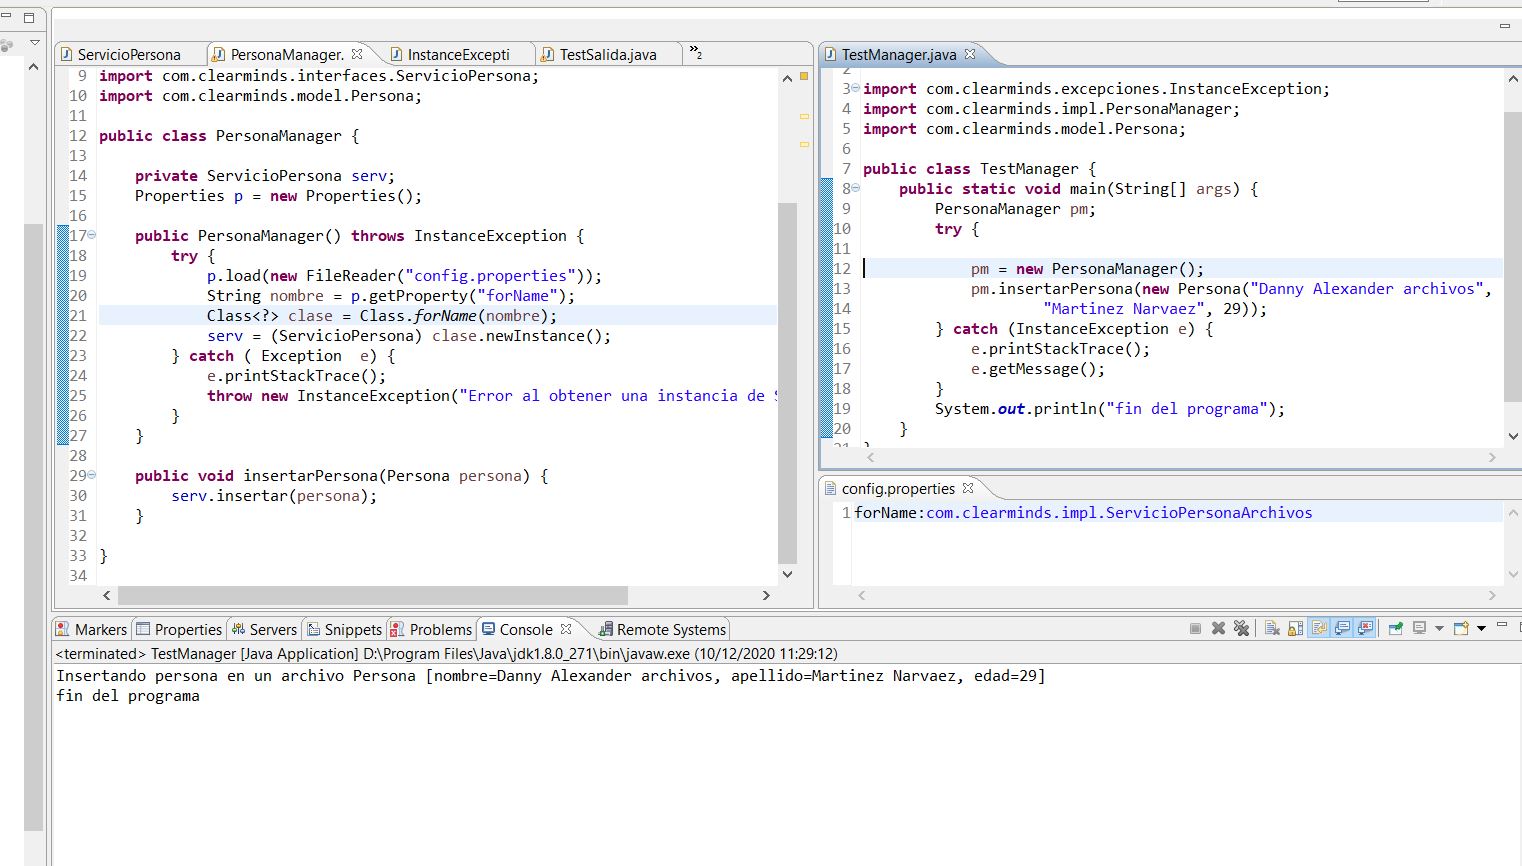 ServicioPersona
PersonaManager.
InstanceExcepti
TestSalida.java
»2
9 import com.clearminds.interfaces.ServicioPersona;
10 import com.clearminds.model.Persona;
11
12 public class PersonaManager {
13
14     private ServicioPersona serv;
15     Properties p = new Properties();
16
17     public PersonaManager() throws InstanceException {
18         try {
19             p.load(new FileReader("config.properties"));
20             String nombre = p.getProperty("forName");
21             Class<?> clase = Class.forName(nombre);
22             serv = (ServicioPersona) clase.newInstance();
23         } catch ( Exception  e) {
24             e.printStackTrace();
25             throw new InstanceException("Error al obtener una instancia de
26         }
27     }
28
29     public void insertarPersona(Persona persona) {
30         serv.insertar(persona);
31     }
32
33 }
34
TestManager.java
2
3 import com.clearminds.excepciones.InstanceException;
4 import com.clearminds.impl.PersonaManager;
5 import com.clearminds.model.Persona;
6
7 public class TestManager {
8     public static void main(String[] args) {
9         PersonaManager pm;
10         try {
11
12             pm = new PersonaManager();
13             pm.insertarPersona(new Persona("Danny Alexander archivos",
14                     "Martinez Narvaez", 29));
15         } catch (InstanceException e) {
16             e.printStackTrace();
17             e.getMessage();
18         }
19         System.out.println("fin del programa");
20     }
21 }
config.properties
1 forName:com.clearminds.impl.ServicioPersonaArchivos
Markers
Properties
Servers
Snippets
Problems
Console
Remote Systems
<terminated> TestManager [Java Application] D:\Program Files\Java\jdk1.8.0_271\bin\javaw.exe (10/12/2020 11:29:12)
Insertando persona en un archivo Persona [nombre=Danny Alexander archivos, apellido=Martinez Narvaez, edad=29]
fin del programa